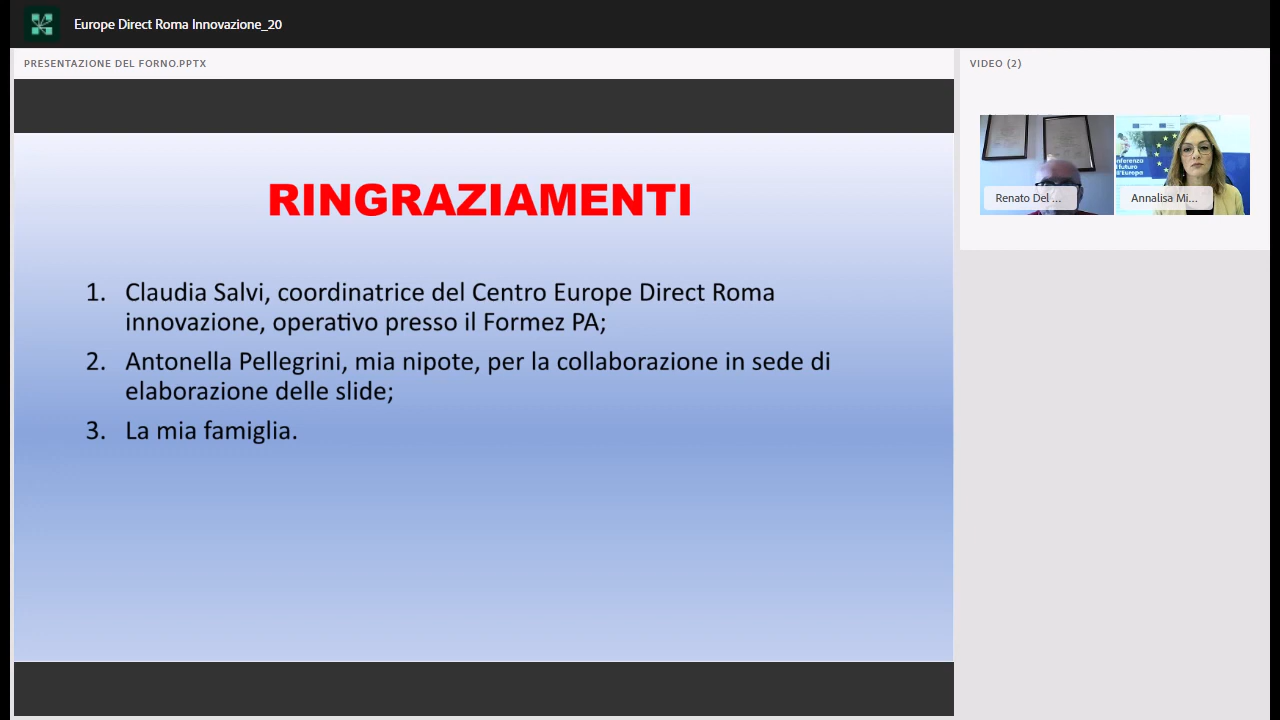 Europe Direct Roma Innovazione_20
PRESENTAZIONE DEL FORNO.PPTX
VIDEO (2)
RINGRAZIAMENTI
1. Claudia Salvi, coordinatrice del Centro Europe Direct Roma
innovazione, operativo presso il Formez PA;
2. Antonella Pellegrini, mia nipote, per la collaborazione in sede di
elaborazione delle slide;
3. La mia famiglia.
Renato Del ...
Annalisa Mi...